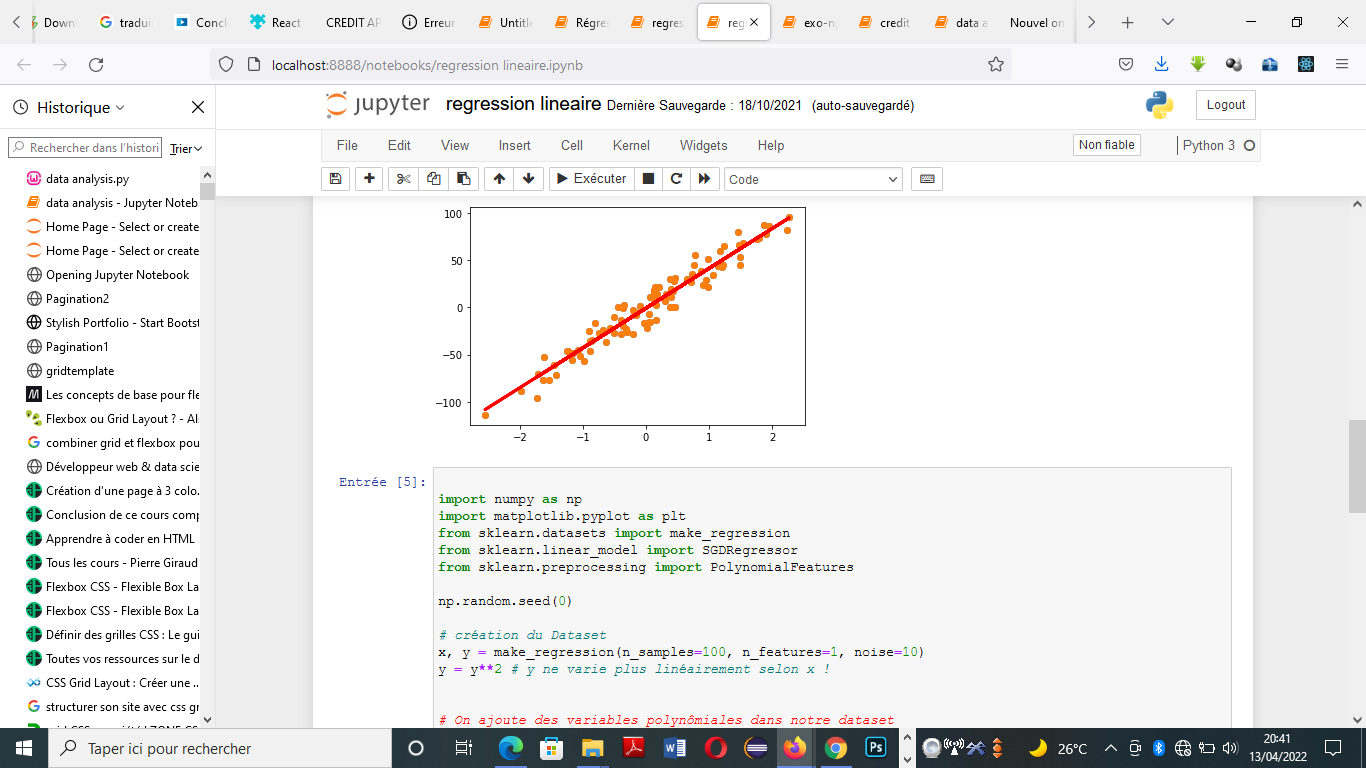 Down
traduir
Concl
React
CREDIT AP
Erreur
Untitle
Régres
regres
reg
exo-n
credit
data a
Nouvel on
localhost:8888/notebooks/regression lineaire.ipynb
Historique
Rechercher dans l'histori
Trier
data analysis.py
data analysis - Jupyter Noteb
Home Page - Select or create
Home Page - Select or create
Opening Jupyter Notebook
Pagination2
Stylish Portfolio - Start Bootst
Pagination1
gridtemplate
Les concepts de base pour fle
Flexbox ou Grid Layout ? - Al
combiner grid et flexbox pou
Développeur web & data scie
Création d'une page à 3 colo.
Conclusion de ce cours comp
Apprendre à coder en HTML
Tous les cours - Pierre Giraud
Flexbox CSS - Flexible Box La
Flexbox CSS - Flexible Box La
Définir des grilles CSS : Le gui
Toutes vos ressources sur le d
CSS Grid Layout : Créer une ...
structurer son site avec css gr
jupyter regression lineaire Dernière Sauvegarde : 18/10/2021 (auto-sauvegardé)
Logout
File Edit View Insert Cell Kernel Widgets Help
Non fiable
Python 3
Exécuter
Code
100
50
0
−50
−100
−2 −1 0 1 2
Entrée [5]:
import numpy as np
import matplotlib.pyplot as plt
from sklearn.datasets import make_regression
from sklearn.linear_model import SGDRegressor
from sklearn.preprocessing import PolynomialFeatures
np.random.seed(0)
# création du Dataset
x, y = make_regression(n_samples=100, n_features=1, noise=10)
y = y**2 # y ne varie plus linéairement selon x !
# On ajoute des variables polynômiales dans notre dataset
Taper ici pour rechercher
26°C
20:41
13/04/2022